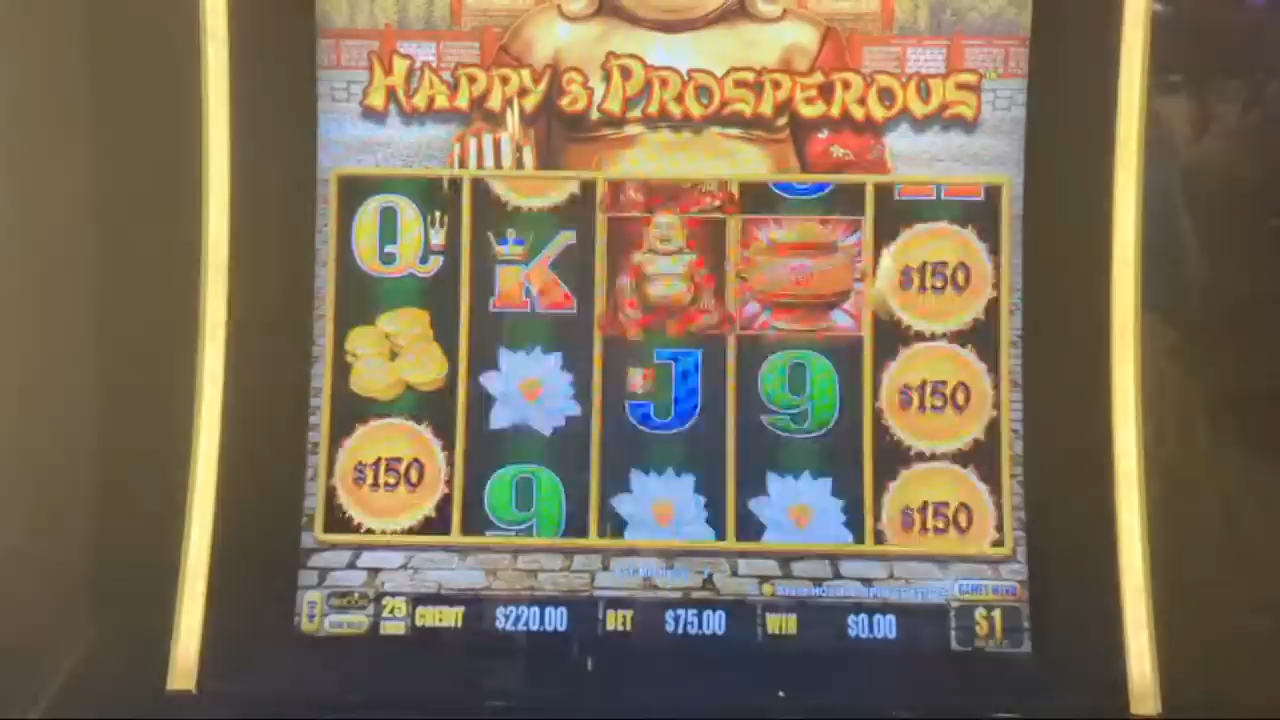 HAPPY & PROSPEROUS
Q
K
$150
J
9
$150
$150
9
$150
GAMES MENU
25
CREDIT $220.00 BET $75.00 WIN $0.00 $1